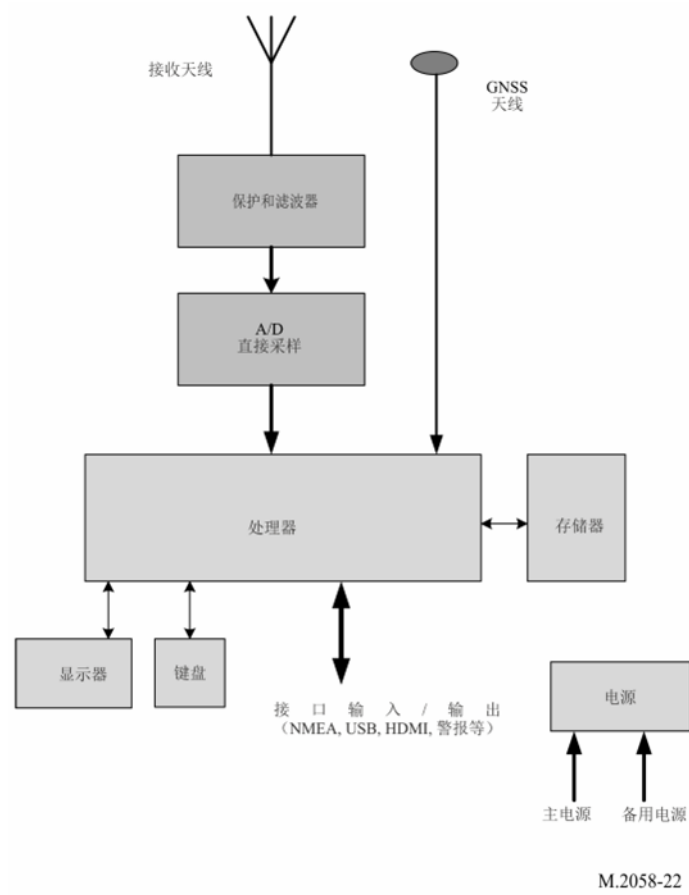 接收天线
GNSS
天线
保护和滤波器
A/D
直接采样
处理器
存储器
显示器
键盘
接口输入/输出
（NMEA, USB, HDMI, 警报等）
电源
主电源
备用电源
M.2058-22